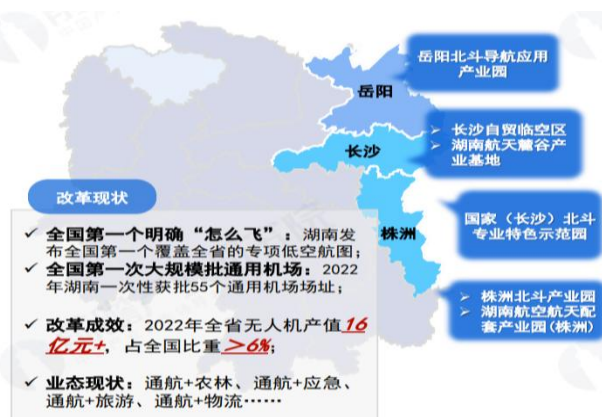 岳阳北斗导航应用
产业园
岳阳
➢ 长沙自贸临空区
➢ 湖南航天麓谷产
业基地
长沙
改革现状
国家（长沙）北斗
专业特色示范园
株洲
✓ 全国第一个明确“怎么飞”：湖南发
布全国第一个覆盖全省的专项低空航图；
✓ 全国第一次大规模批通用机场：2022
年湖南一次性获批55个通用机场场址；
➢ 株洲北斗产业园
➢ 湖南航空航天配
套产业园(株洲)
✓ 改革成效：2022年全省无人机产值16
亿元+，占全国比重＞6%；
✓ 业态现状：通航+农林、通航+应急、
通航+旅游、通航+物流……